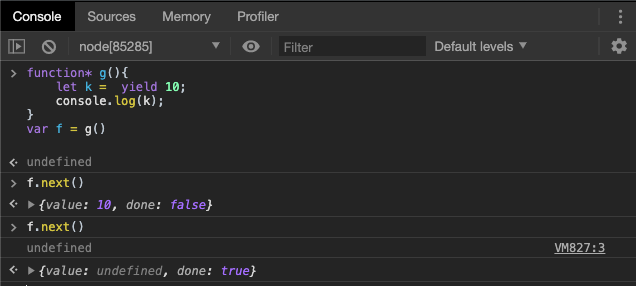 Console Sources Memory Profiler
node[85285] ▼ Filter Default levels ▼
> function* g(){
let k =  yield 10;
console.log(k);
}
var f = g()
undefined
> f.next()
▶{value: 10, done: false}
> f.next()
undefined VM827:3
▶{value: undefined, done: true}